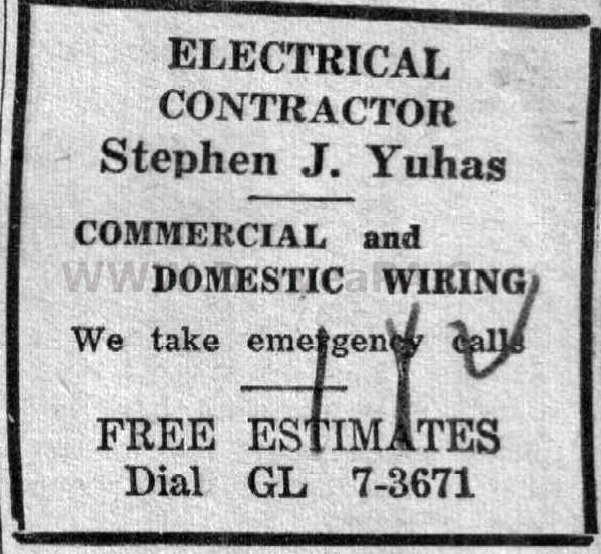 ELECTRICAL
CONTRACTOR
Stephen J. Yuhas
COMMERCIAL and
DOMESTIC WIRING
We take emergency calls
FREE ESTIMATES
Dial GL 7-3671